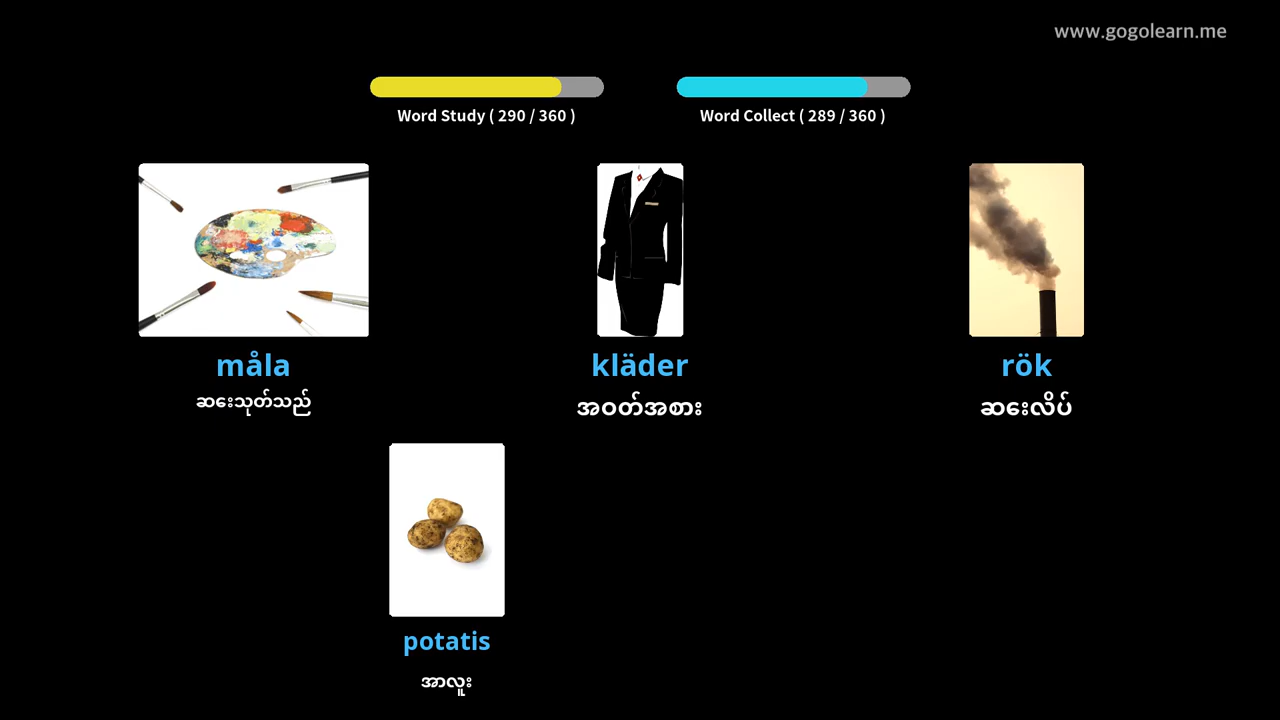 www.gogolearn.me
Word Study ( 290 / 360 )
Word Collect ( 289 / 360 )
måla
ဆေးသုတ်သည်
kläder
အဝတ်အစား
rök
ဆေးလိပ်
potatis
အာလူး